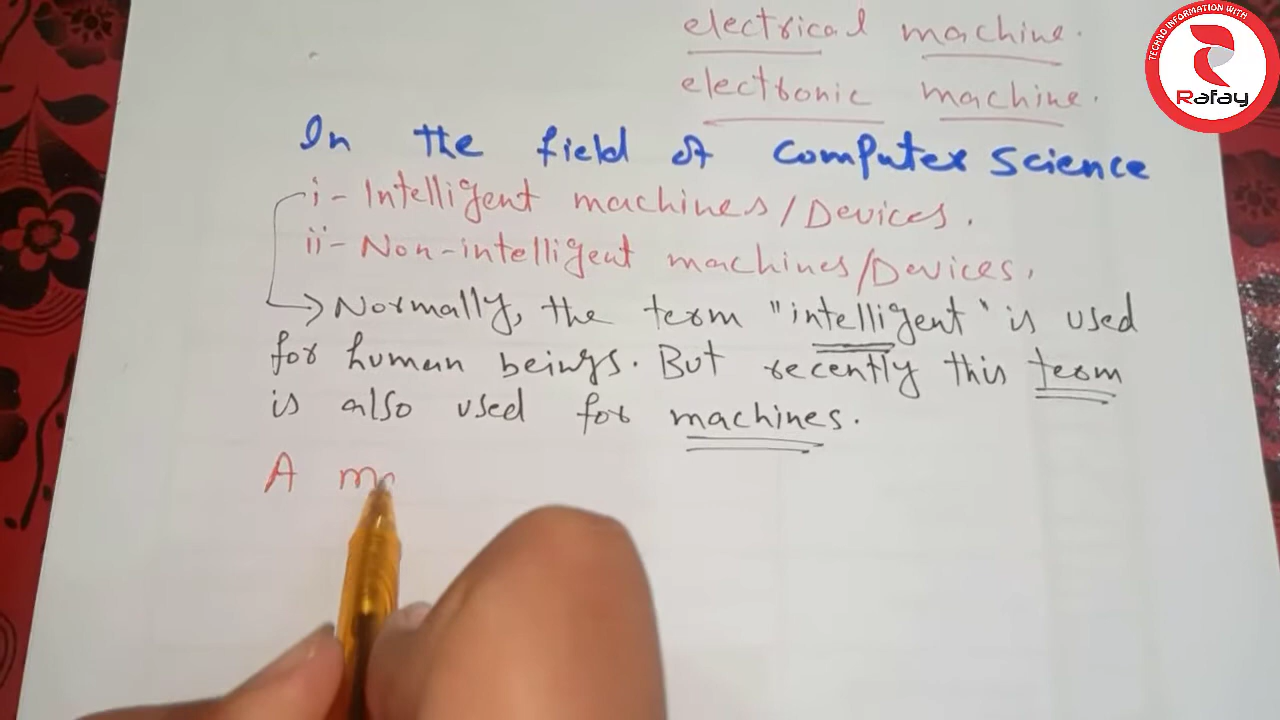 electrical machine.
electronic machine.
TECHNO INFORMATION WITH
Rafay
In the field of Computer Science
i- Intelligent machines/Devices.
ii- Non-intelligent machines/Devices.
→ Normally, the term "intelligent" is used
for human beings. But recently this term
is also used for machines.
A ma